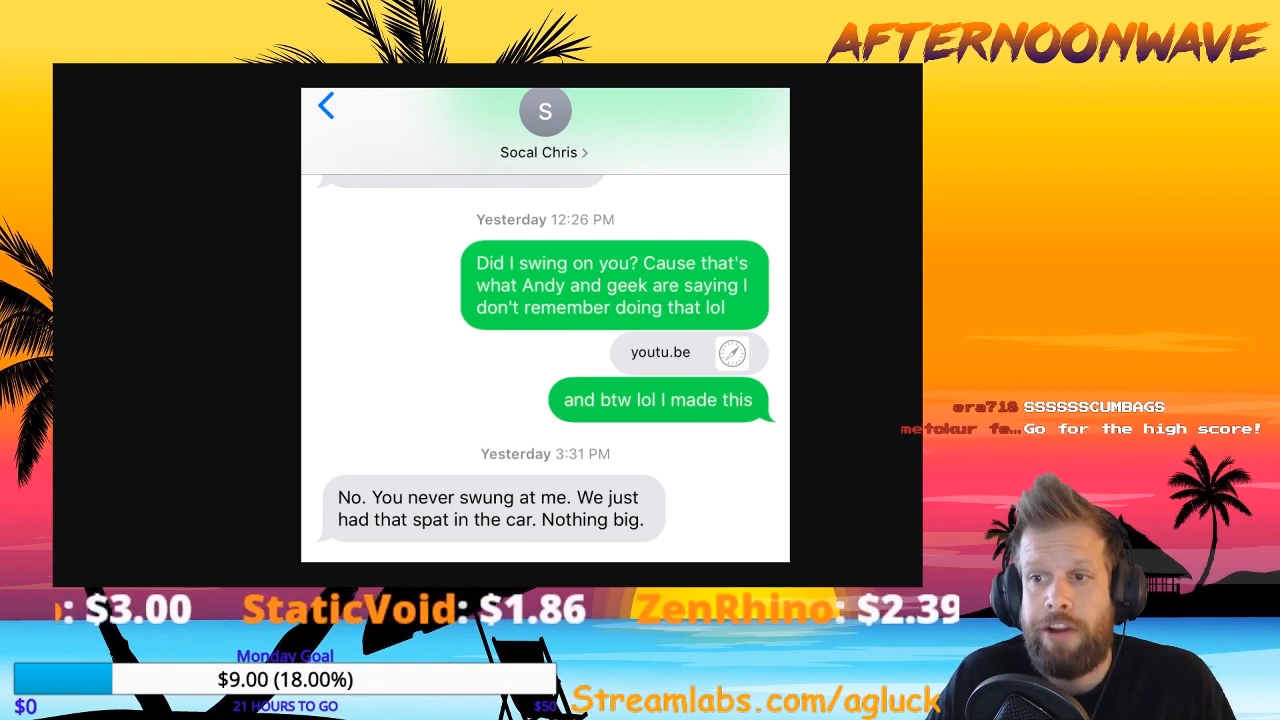 AFTERNOONWAVE
S
Socal Chris >
Yesterday 12:26 PM
Did I swing on you? Cause that's
what Andy and geek are saying I
don't remember doing that lol
youtu.be
and btw lol I made this
Yesterday 3:31 PM
No. You never swung at me. We just
had that spat in the car. Nothing big.
era718 SSSSSSCUMBAGS
metokur fe… Go for the high score!
: $3.00 StaticVoid: $1.86 ZenRhino: $2.39
Monday Goal
$9.00 (18.00%)
$0 21 HOURS TO GO $50
Streamlabs.com/agluck